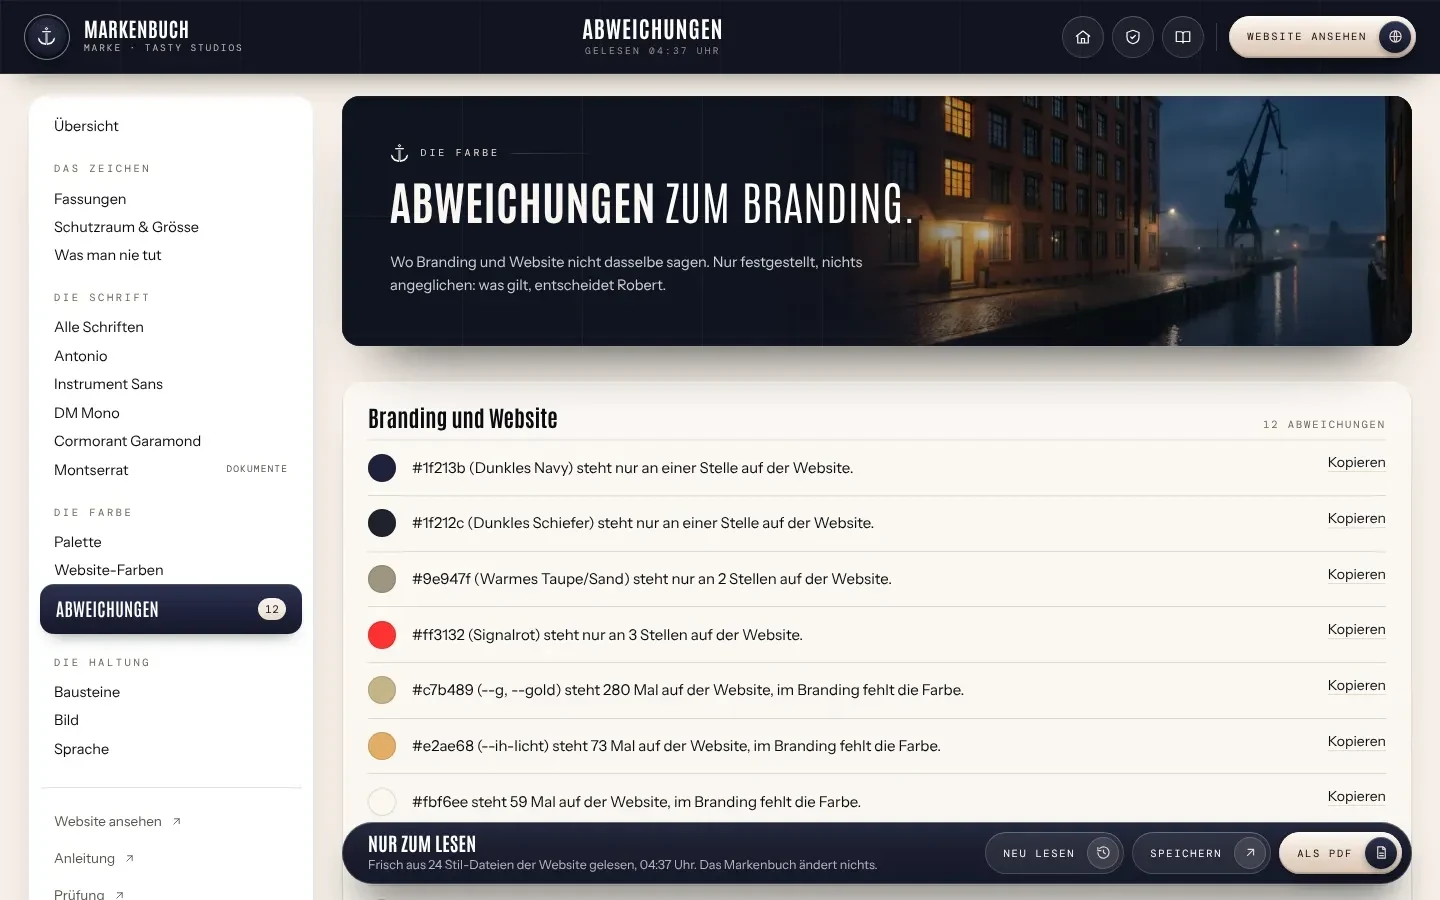 MARKENBUCH
MARKE · TASTY STUDIOS
ABWEICHUNGEN
GELESEN 04:37 UHR
WEBSITE ANSEHEN
Übersicht
DAS ZEICHEN
Fassungen
Schutzraum & Grösse
Was man nie tut
DIE SCHRIFT
Alle Schriften
Antonio
Instrument Sans
DM Mono
Cormorant Garamond
Montserrat DOKUMENTE
DIE FARBE
Palette
Website-Farben
ABWEICHUNGEN 12
DIE HALTUNG
Bausteine
Bild
Sprache
Website ansehen
Anleitung
Prüfung
DIE FARBE
ABWEICHUNGEN ZUM BRANDING.
Wo Branding und Website nicht dasselbe sagen. Nur festgestellt, nichts
angeglichen: was gilt, entscheidet Robert.
Branding und Website
12 ABWEICHUNGEN
#1f213b (Dunkles Navy) steht nur an einer Stelle auf der Website. Kopieren
#1f212c (Dunkles Schiefer) steht nur an einer Stelle auf der Website. Kopieren
#9e947f (Warmes Taupe/Sand) steht nur an 2 Stellen auf der Website. Kopieren
#ff3132 (Signalrot) steht nur an 3 Stellen auf der Website. Kopieren
#c7b489 (--g, --gold) steht 280 Mal auf der Website, im Branding fehlt die Farbe. Kopieren
#e2ae68 (--ih-licht) steht 73 Mal auf der Website, im Branding fehlt die Farbe. Kopieren
#fbf6ee steht 59 Mal auf der Website, im Branding fehlt die Farbe. Kopieren
NUR ZUM LESEN
Frisch aus 24 Stil-Dateien der Website gelesen, 04:37 Uhr. Das Markenbuch ändert nichts.
NEU LESEN
SPEICHERN
ALS PDF